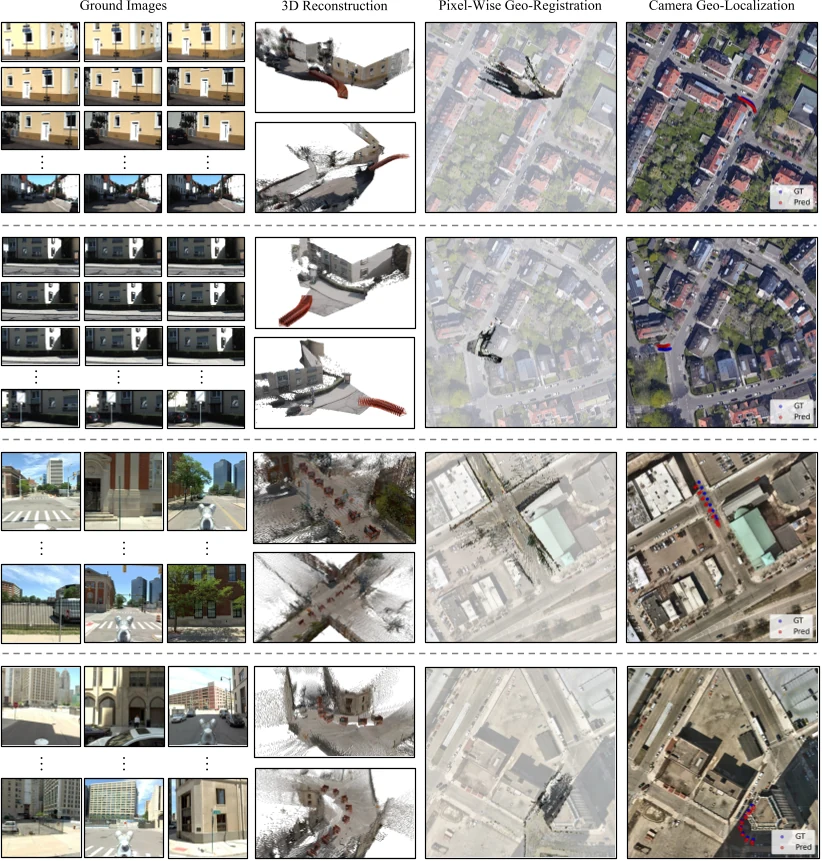 Ground Images
3D Reconstruction
Pixel-Wise Geo-Registration
Camera Geo-Localization
GT
Pred
GT
Pred
GT
Pred
GT
Pred